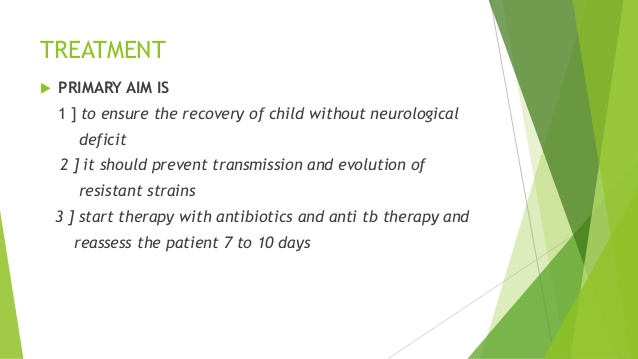 TREATMENT
PRIMARY AIM IS
1 ] to ensure the recovery of child without neurological
deficit
2 ] it should prevent transmission and evolution of
resistant strains
3 ] start therapy with antibiotics and anti tb therapy and
reassess the patient 7 to 10 days